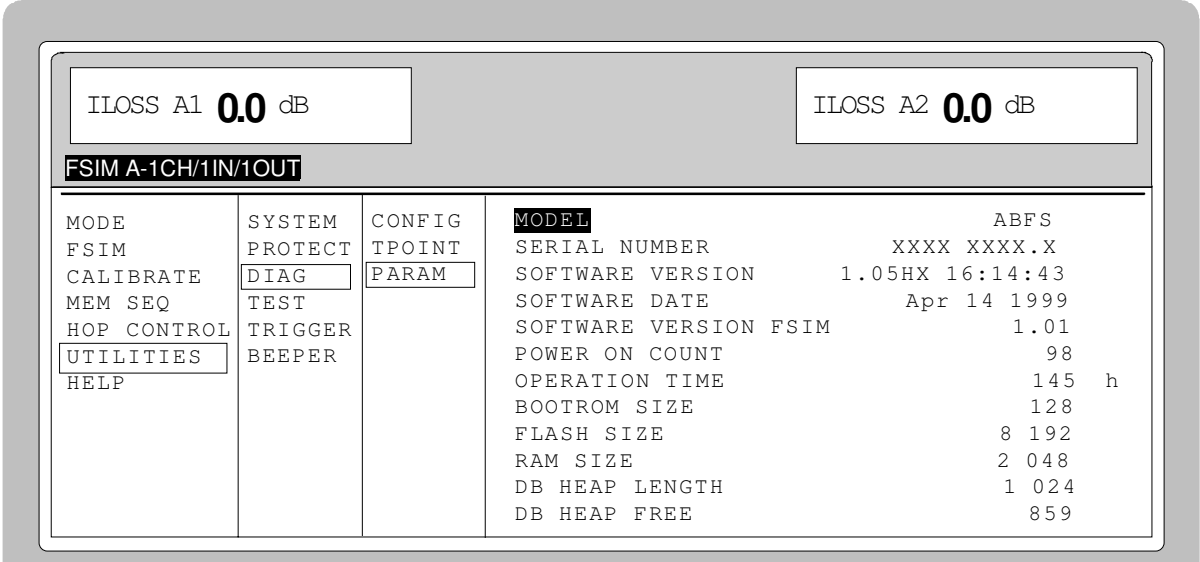 ILOSS A1 0.0 dB
ILOSS A2 0.0 dB
FSIM A-1CH/1IN/1OUT
MODE
FSIM
CALIBRATE
MEM SEQ
HOP CONTROL
UTILITIES
HELP
SYSTEM
PROTECT
DIAG
TEST
TRIGGER
BEEPER
CONFIG
TPOINT
PARAM
MODEL ABFS
SERIAL NUMBER XXXX XXXX.X
SOFTWARE VERSION 1.05HX 16:14:43
SOFTWARE DATE Apr 14 1999
SOFTWARE VERSION FSIM 1.01
POWER ON COUNT 98
OPERATION TIME 145 h
BOOTROM SIZE 128
FLASH SIZE 8 192
RAM SIZE 2 048
DB HEAP LENGTH 1 024
DB HEAP FREE 859